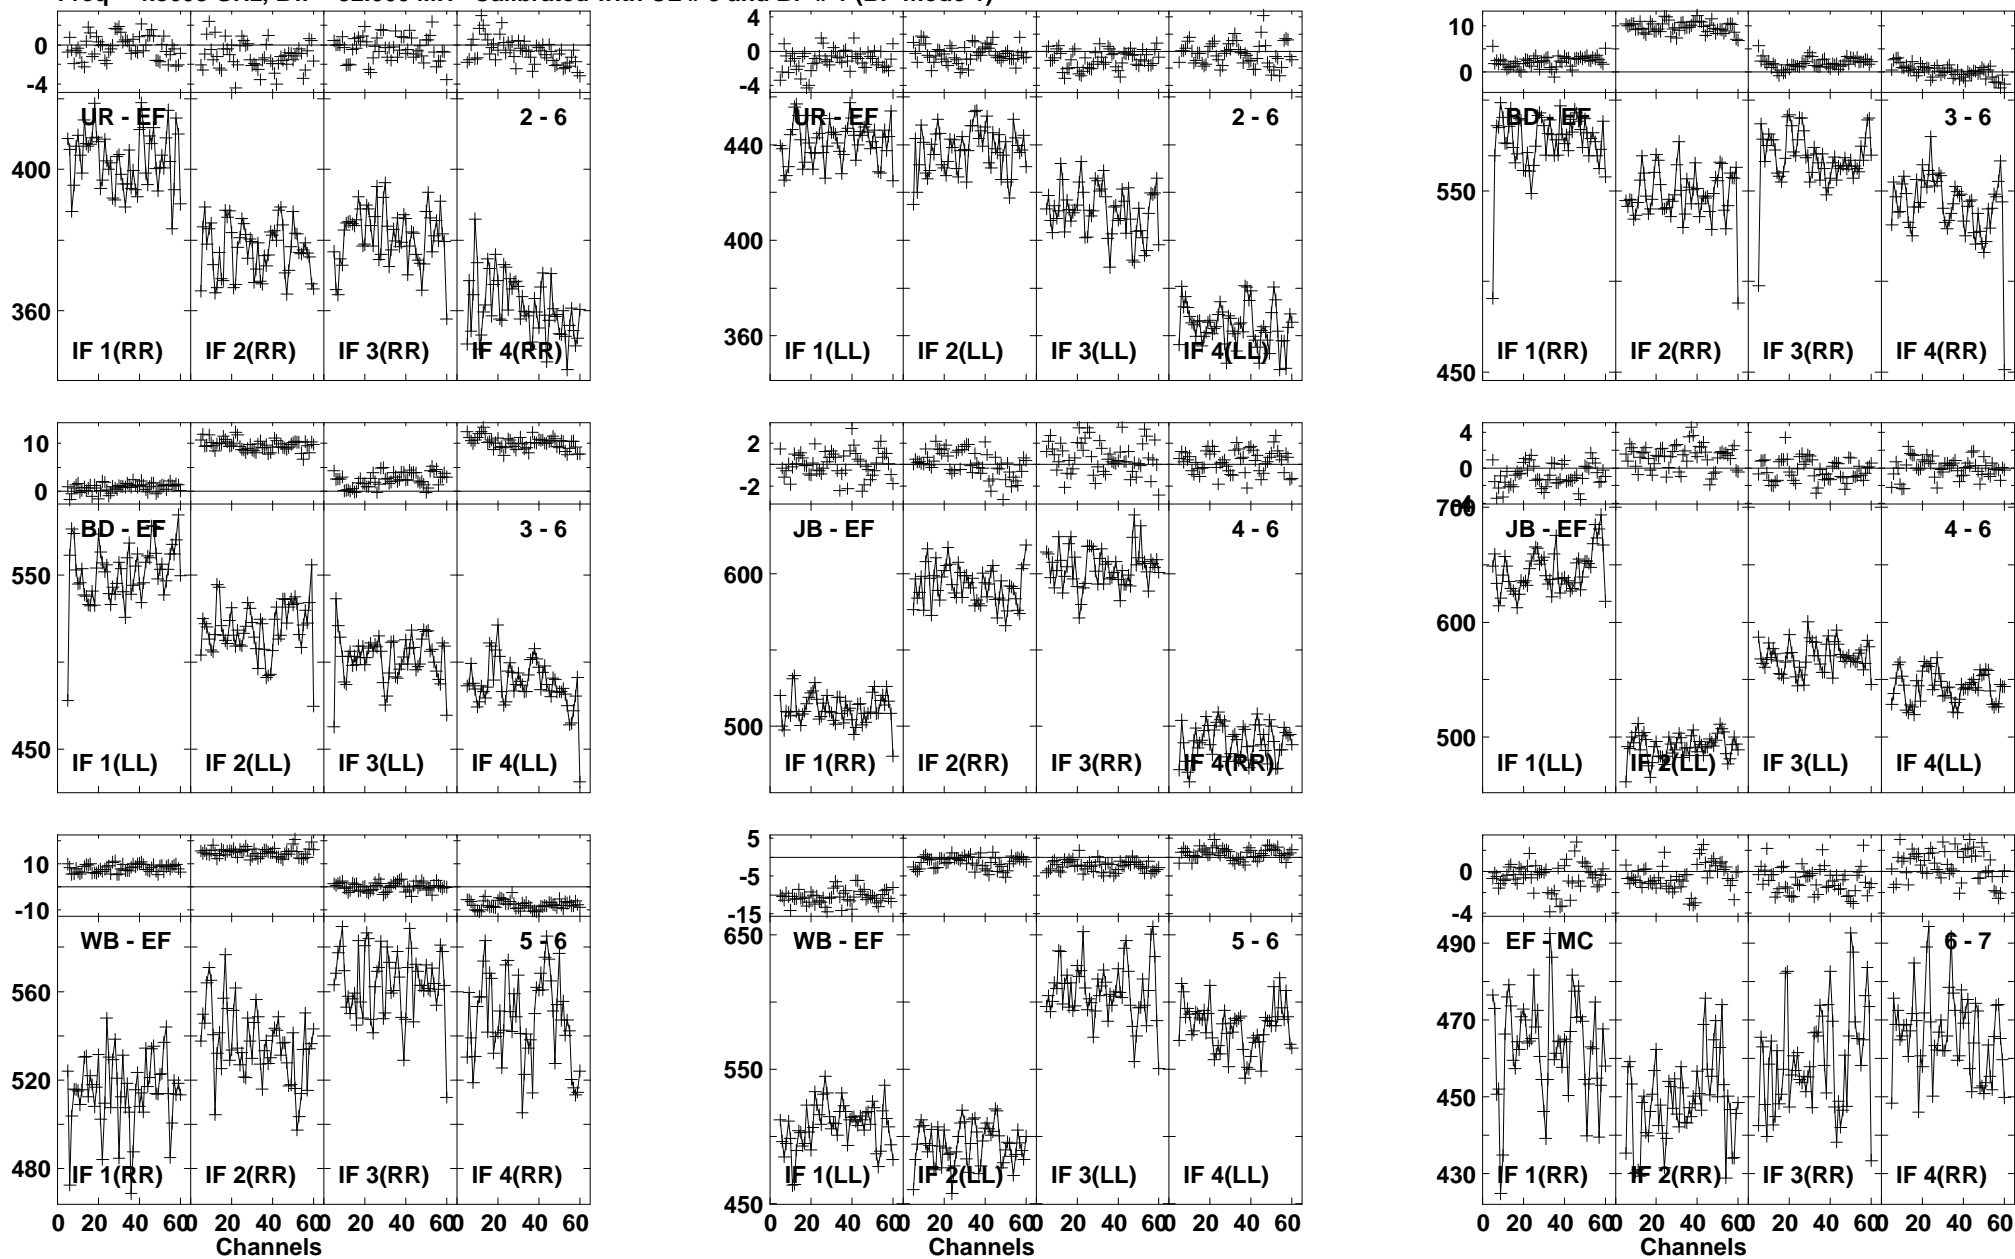 Freq = GHz, Bw = MH Calibrated with CL # and BP # (BP mode 1)
0
-4
UR - EF 2 - 6
400
360
IF 1(RR) IF 2(RR) IF 3(RR) IF 4(RR)
4
0
-4
UR - EF 2 - 6
440
400
360
IF 1(LL) IF 2(LL) IF 3(LL) IF 4(LL)
10
0
BD - EF 3 - 6
550
450
IF 1(RR) IF 2(RR) IF 3(RR) IF 4(RR)
10
0
BD - EF 3 - 6
550
450
IF 1(LL) IF 2(LL) IF 3(LL) IF 4(LL)
2
0
-2
JB - EF 4 - 6
600
500
IF 1(RR) IF 2(RR) IF 3(RR) IF 4(RR)
4
0
-4
700
JB - EF 4 - 6
600
500
IF 1(LL) IF 2(LL) IF 3(LL) IF 4(LL)
10
-10
WB - EF 5 - 6
560
520
480
IF 1(RR) IF 2(RR) IF 3(RR) IF 4(RR)
0 20 40 60 0 20 40 60 0 20 40 60 0 20 40 60
Channels
5
-5
-15
650
WB - EF 5 - 6
550
450
IF 1(LL) IF 2(LL) IF 3(LL) IF 4(LL)
0 20 40 60 0 20 40 60 0 20 40 60 0 20 40 60
Channels
4
0
-4
EF - MC 6 - 7
490
470
450
430
IF 1(RR) IF 2(RR) IF 3(RR) IF 4(RR)
0 20 40 60 0 20 40 60 0 20 40 60 0 20 40 60
Channels